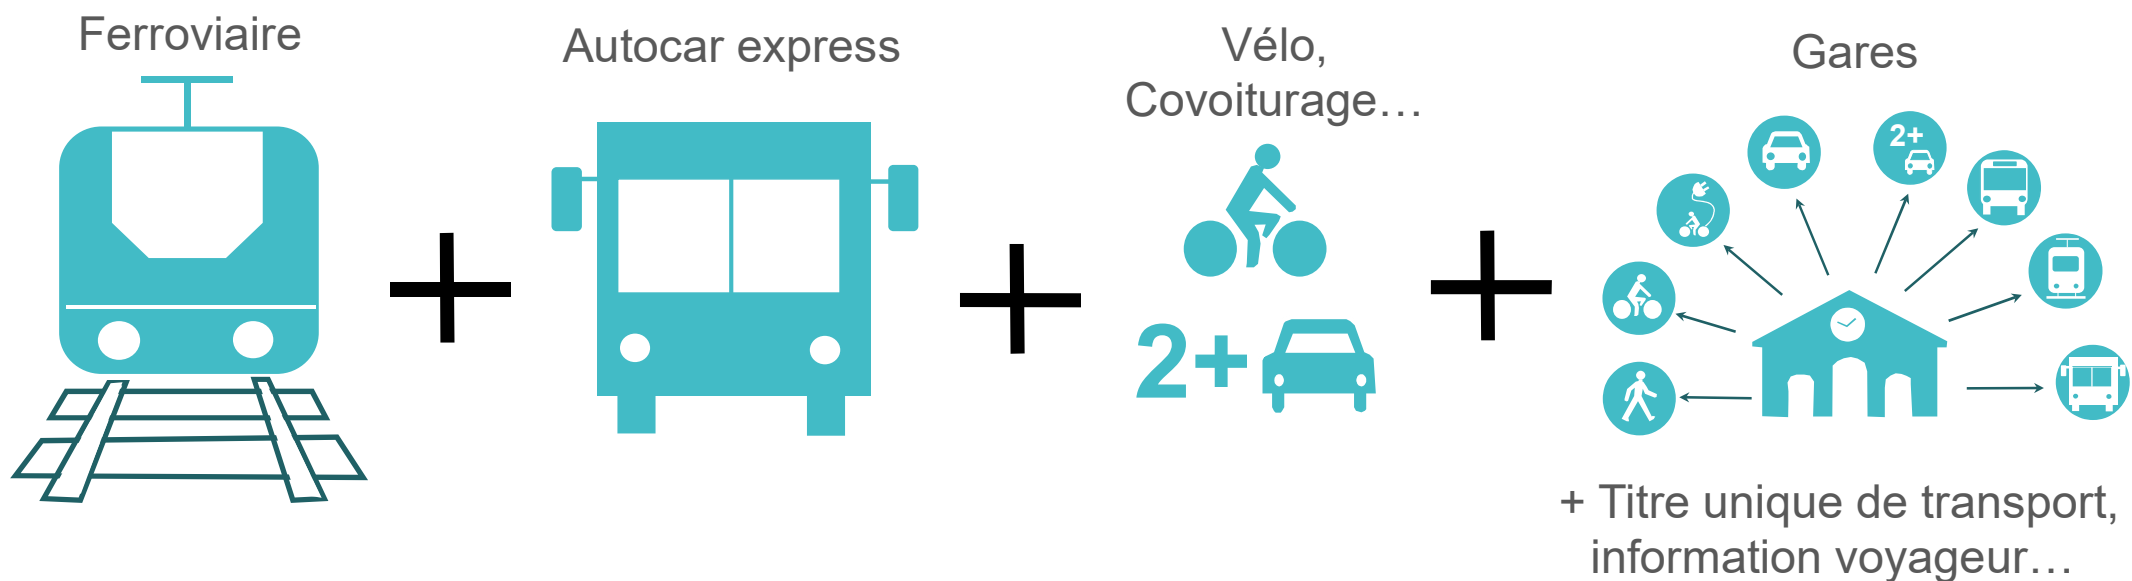 Ferroviaire
Autocar express
Vélo,
Covoiturage…
2+
Gares
2+
+ Titre unique de transport,
information voyageur…